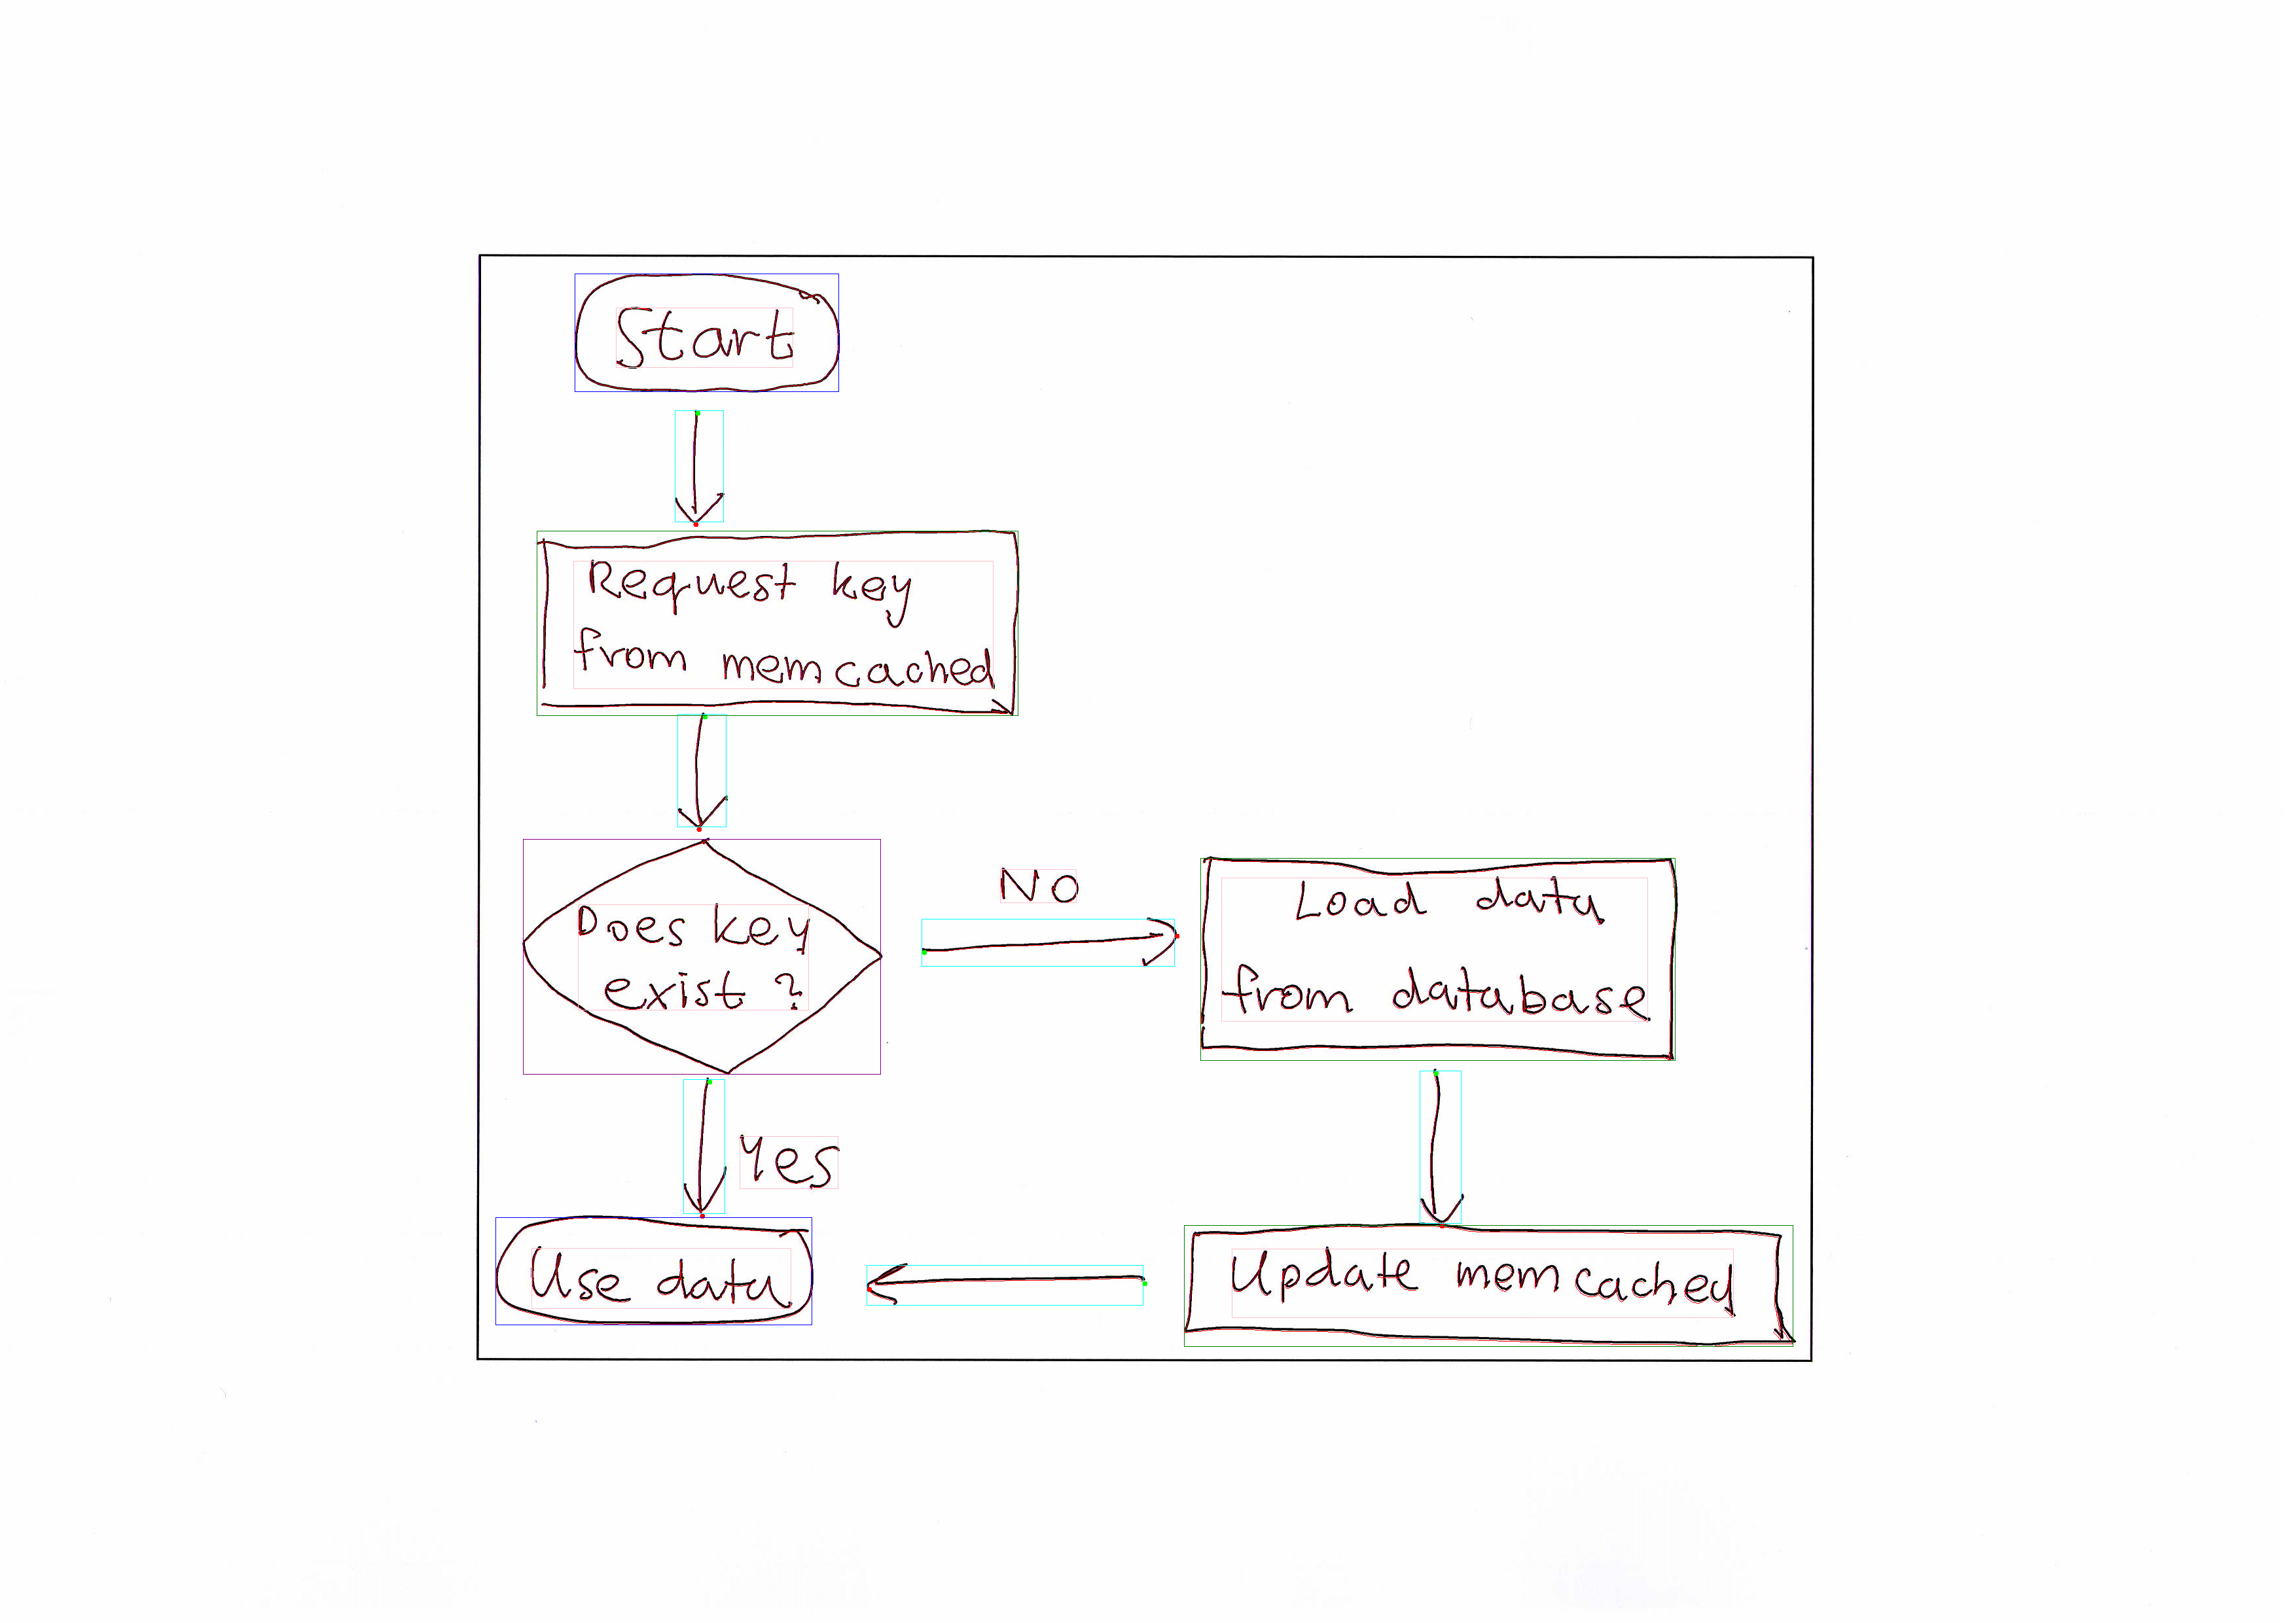 Start
Request key
from memcached
Does key
exist ?
NO
Load data
from database
Yes
Use data
Update memcached